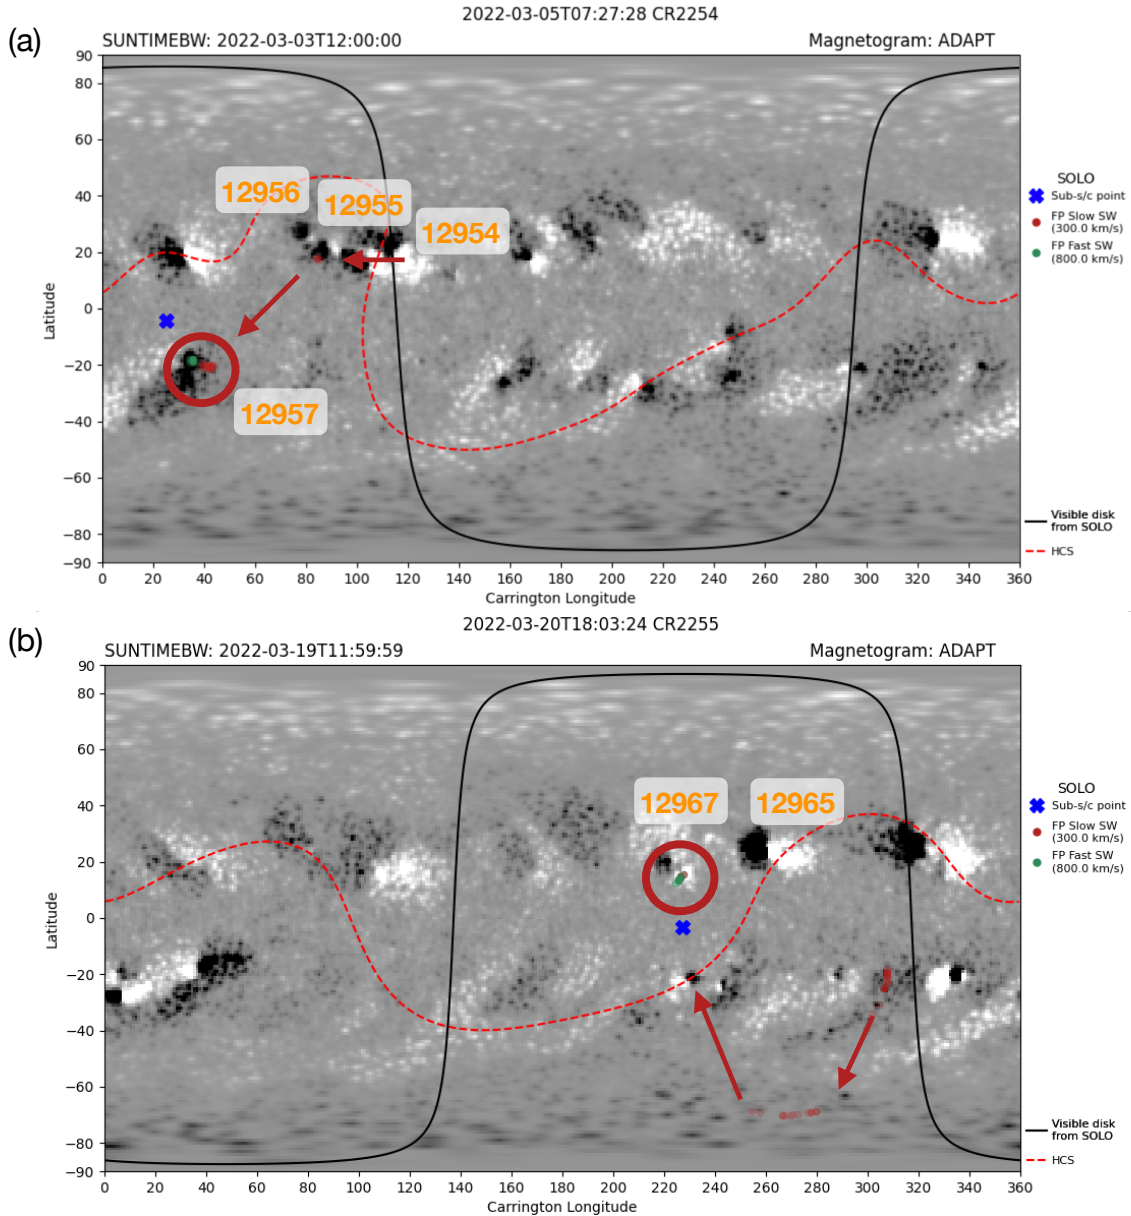 (a)
2022-03-05T07:27:28 CR2254
SUNTIMEBW: 2022-03-03T12:00:00
Magnetogram: ADAPT
90
80
60
40
20
0
−20
−40
−60
−80
−90
Latitude
12956
12955
12954
12957
0 20 40 60 80 100 120 140 160 180 200 220 240 260 280 300 320 340 360
Carrington Longitude
SOLO
Sub-s/c point
FP Slow SW
(300.0 km/s)
FP Fast SW
(800.0 km/s)
Visible disk
from SOLO
HCS
(b)
2022-03-20T18:03:24 CR2255
SUNTIMEBW: 2022-03-19T11:59:59
Magnetogram: ADAPT
90
80
60
40
20
0
−20
−40
−60
−80
−90
Latitude
12967
12965
0 20 40 60 80 100 120 140 160 180 200 220 240 260 280 300 320 340 360
Carrington Longitude
SOLO
Sub-s/c point
FP Slow SW
(300.0 km/s)
FP Fast SW
(800.0 km/s)
Visible disk
from SOLO
HCS